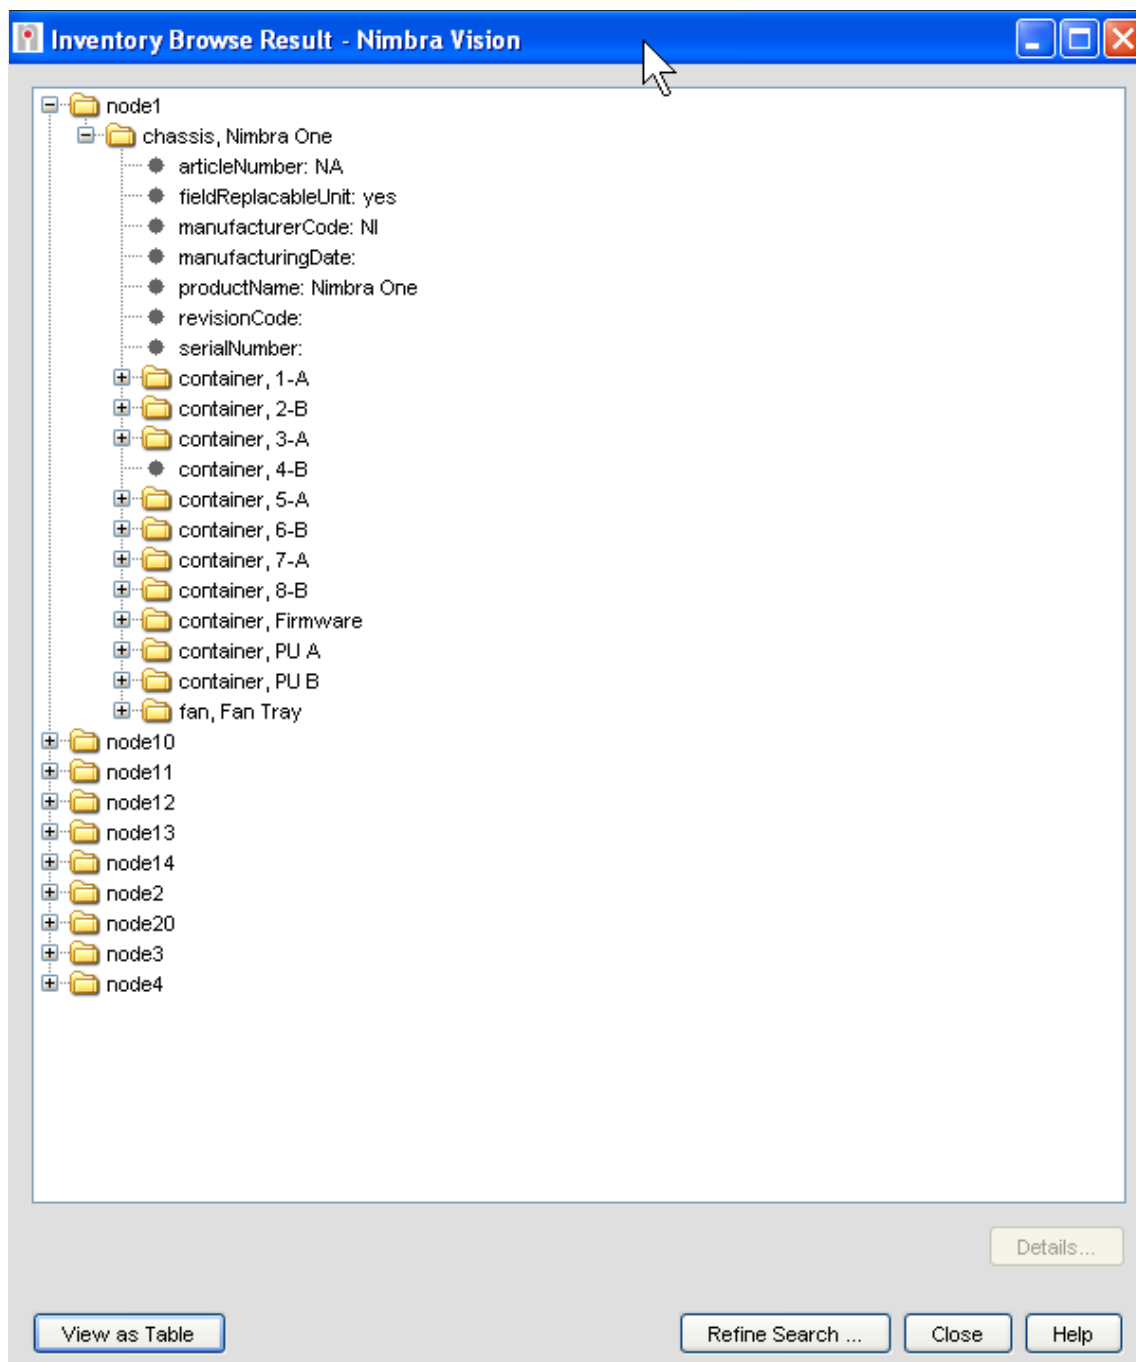 Inventory Browse Result - Nimbra Vision
node1
chassis, Nimbra One
articleNumber: NA
fieldReplacableUnit: yes
manufacturerCode: NI
manufacturingDate:
productName: Nimbra One
revisionCode:
serialNumber:
container, 1-A
container, 2-B
container, 3-A
container, 4-B
container, 5-A
container, 6-B
container, 7-A
container, 8-B
container, Firmware
container, PU A
container, PU B
fan, Fan Tray
node10
node11
node12
node13
node14
node2
node20
node3
node4
Details...
View as Table Refine Search ... Close Help